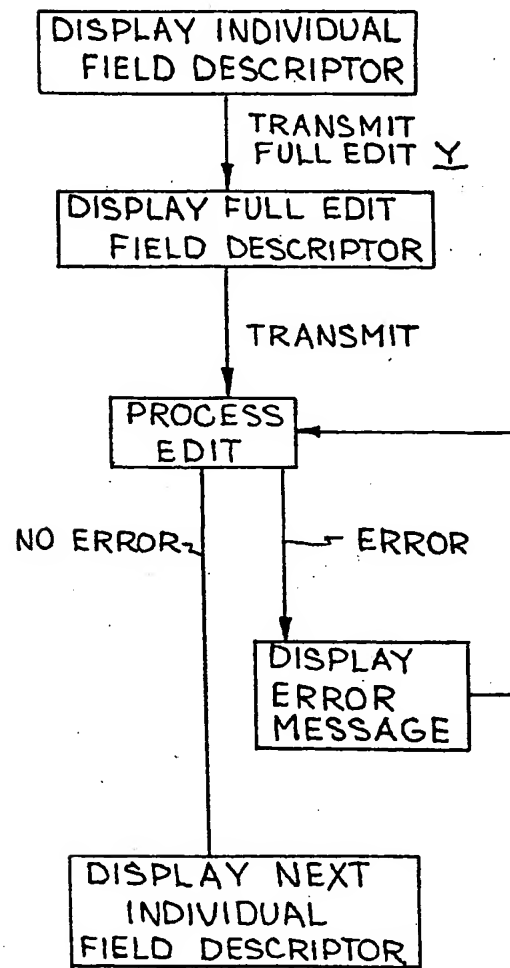 DISPLAY INDIVIDUAL
FIELD DESCRIPTOR
TRANSMIT
FULL EDIT Y
DISPLAY FULL EDIT
FIELD DESCRIPTOR
TRANSMIT
PROCESS
EDIT
NO ERROR
ERROR
DISPLAY
ERROR
MESSAGE
DISPLAY NEXT
INDIVIDUAL
FIELD DESCRIPTOR